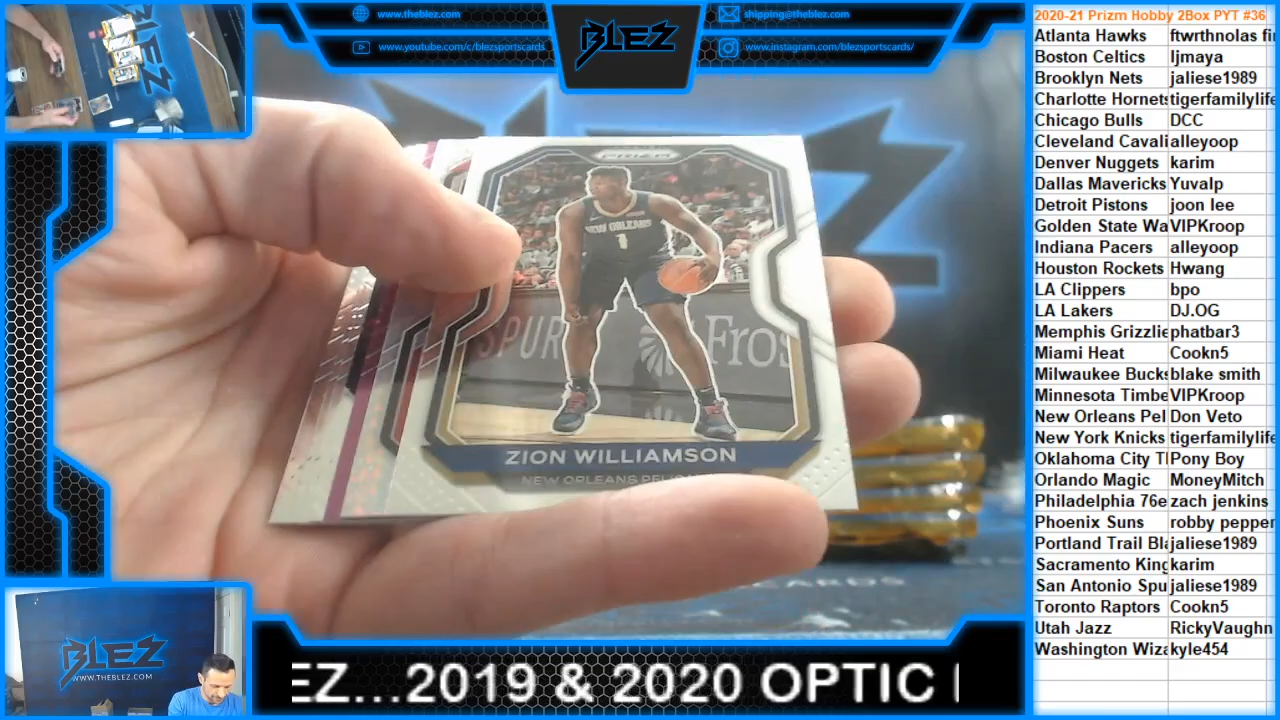 www.theblez.com
shipping@theblez.com
www.youtube.com/c/blezsportscards
www.instagram.com/blezsportscards/
BLEZ
PRIZM
NEW ORLEANS
1
SPUR
Fros
ZION WILLIAMSON
NEW ORLEANS
CARDS
BLEZ
WWW.THEBLEZ.COM
EZ...2019 & 2020 OPTIC
2020-21 Prizm Hobby 2Box PYT #36
Atlanta Hawks ftwrthnolas fi
Boston Celtics ljmaya
Brooklyn Nets jaliese1989
Charlotte Hornets tigerfamilylife
Chicago Bulls DCC
Cleveland Cavali alleyoop
Denver Nuggets karim
Dallas Mavericks Yuvalp
Detroit Pistons joon lee
Golden State Wa VIPKroop
Indiana Pacers alleyoop
Houston Rockets Hwang
LA Clippers bpo
LA Lakers DJ.OG
Memphis Grizzlie phatbar3
Miami Heat Cookn5
Milwaukee Bucks blake smith
Minnesota Timbe VIPKroop
New Orleans Pel Don Veto
New York Knicks tigerfamilylife
Oklahoma City Tl Pony Boy
Orlando Magic MoneyMitch
Philadelphia 76e zach jenkins
Phoenix Suns robby pepper
Portland Trail Bla jaliese1989
Sacramento King karim
San Antonio Spu jaliese1989
Toronto Raptors Cookn5
Utah Jazz RickyVaughn
Washington Wiza kyle454